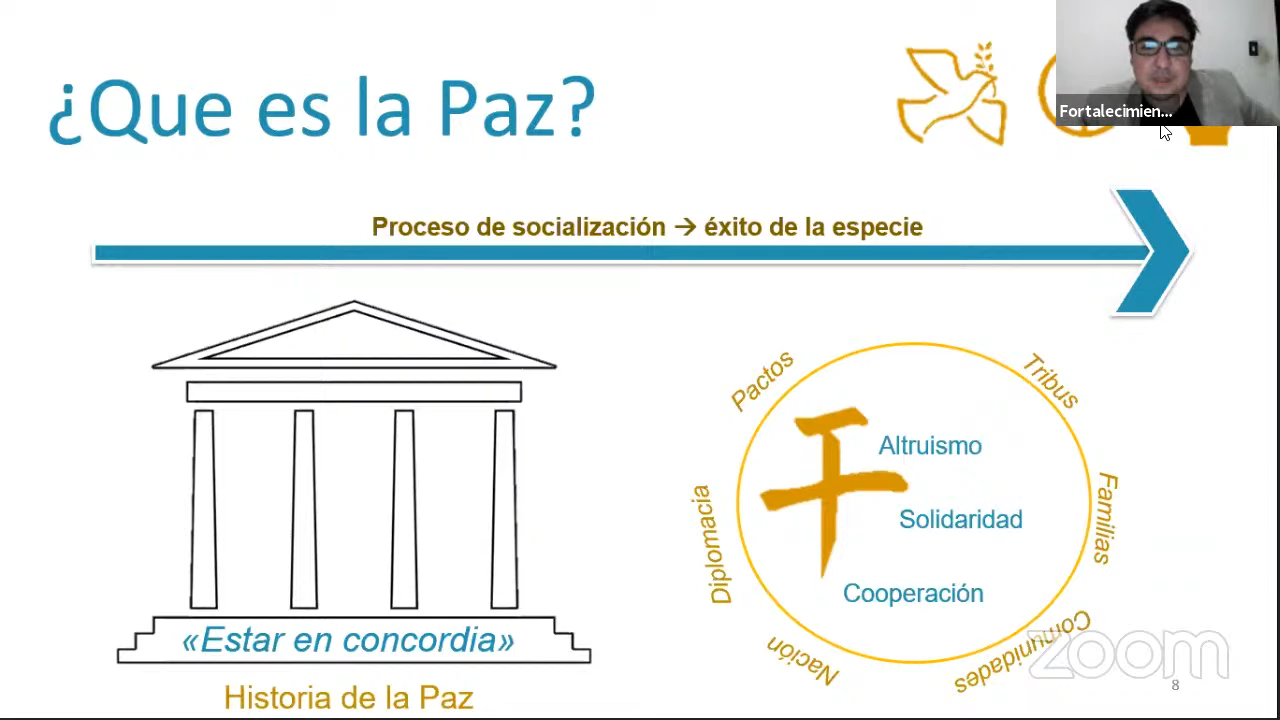 ¿Que es la Paz?
Fortalecimien...
Proceso de socialización → éxito de la especie
Pactos
Tribus
Altruismo
Diplomacia
Familias
Solidaridad
Cooperación
«Estar en concordia»
Nación
Comunidades
zoom
Historia de la Paz
8